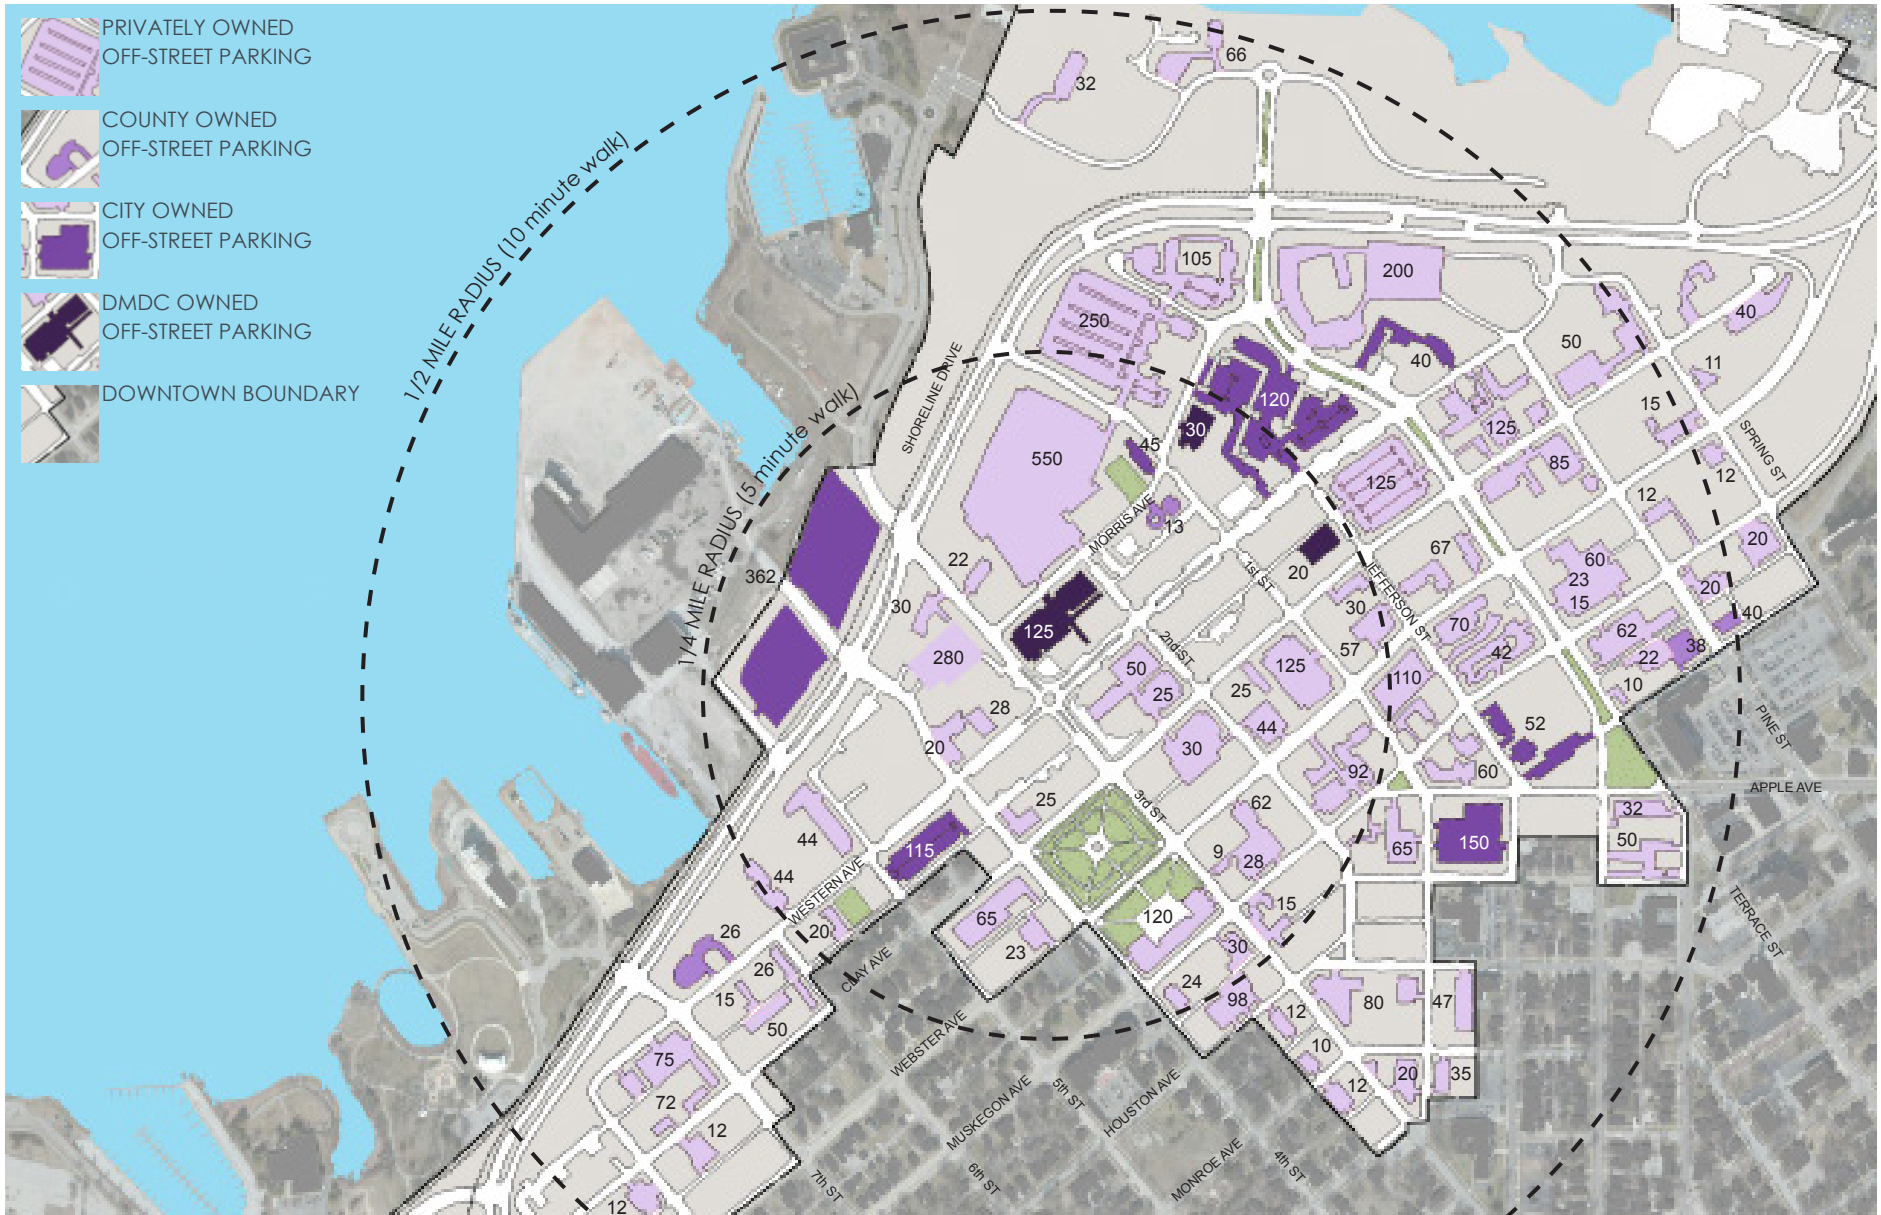 PRIVATELY OWNED
OFF-STREET PARKING
COUNTY OWNED
OFF-STREET PARKING
CITY OWNED
OFF-STREET PARKING
DMDC OWNED
OFF-STREET PARKING
DOWNTOWN BOUNDARY
1/2 MILE RADIUS (10 minute walk)
1/4 MILE RADIUS (5 minute walk)
66
32
105
200
250
40
50
40
11
SHORELINE DRIVE
120
30
45
15
125
SPRING ST
550
85
12
125
12
MORRIS AVE
13
67
20
22
362
1st ST
20
60
23
20
30
JEFFERSON ST
30
15
40
125
70
62
2nd ST
57
42
38
280
50
125
22
110
25
25
10
28
44
52
PINE ST
20
30
92
60
APPLE AVE
25
3rd ST
62
32
44
115
9
28
65
150
50
44
WESTERN AVE
15
TERRACE ST
26
20
65
120
23
30
26
CLAY AVE
24
98
80
47
15
50
12
WEBSTER AVE
10
75
MUSKEGON AVE
5th ST
HOUSTON AVE
12
20
35
72
12
7th ST
6th ST
MONROE AVE
4th ST
12